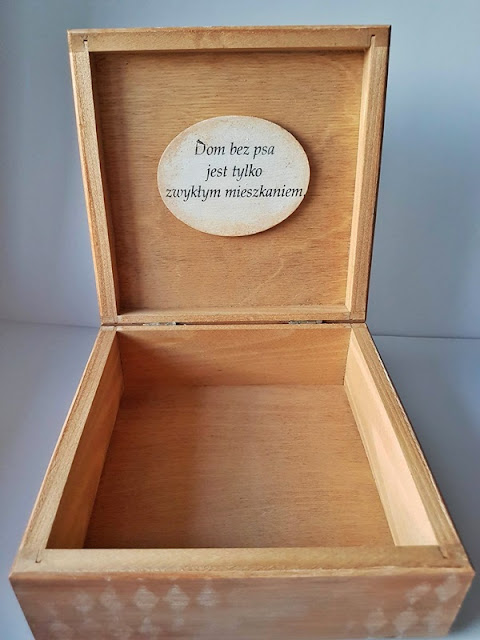 Dom bez psa
jest tylko
zwykłym mieszkaniem.